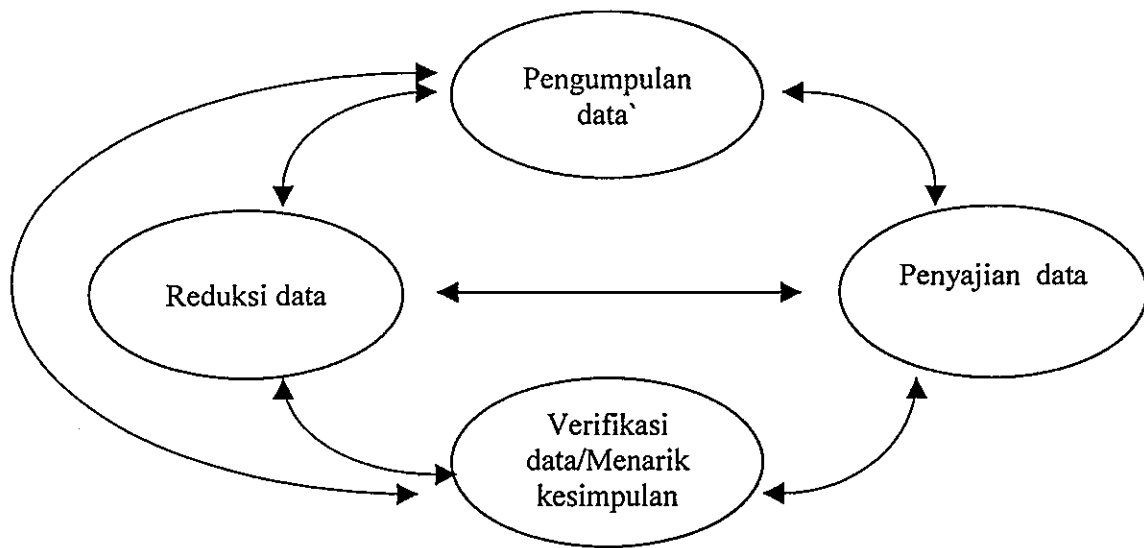 Pengumpulan
data`
Reduksi data
Penyajian data
Verifikasi
data/Menarik
kesimpulan